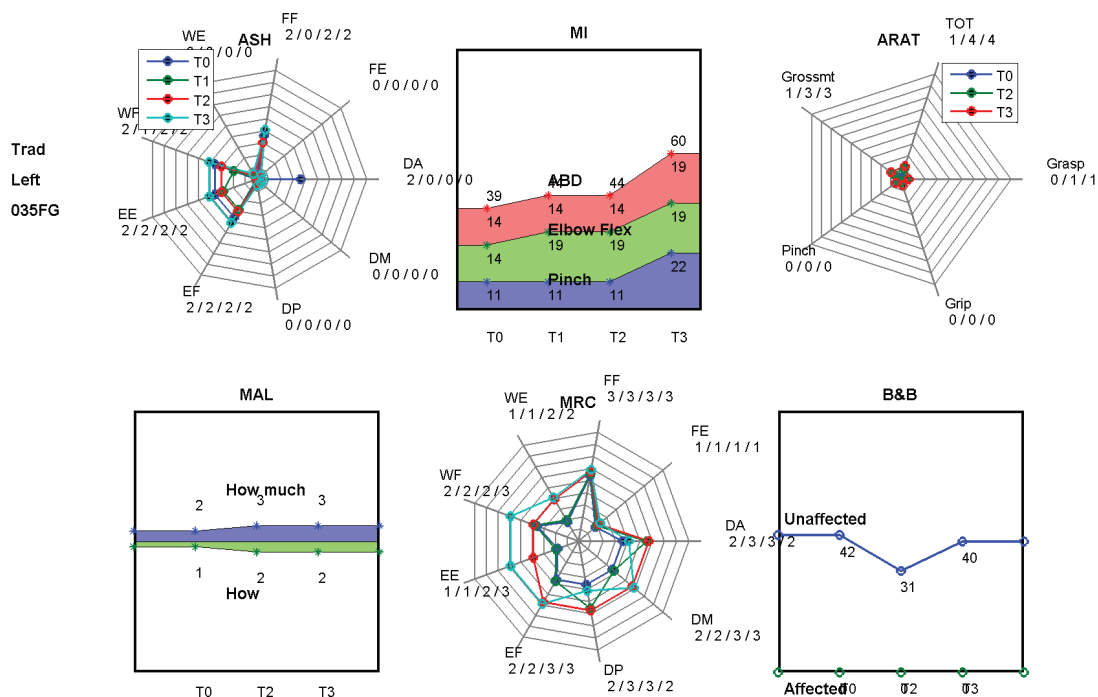 Trad
Left
035FG
ASH
FF
2 / 0 / 2 / 2
WE
FE
0 / 0 / 0 / 0
WF
DA
2 / 0 / 0 / 0
EE
2 / 2 / 2 / 2
DM
0 / 0 / 0 / 0
EF
2 / 2 / 2 / 2
DP
0 / 0 / 0 / 0
T0
T1
T2
T3
MI
39
44
60
14
14
14
19
ABD
Elbow Flex
14
19
19
19
Pinch
11
11
11
22
T0
T1
T2
T3
ARAT
TOT
1 / 4 / 4
Grossmt
1 / 3 / 3
T0
T2
T3
Grasp
0 / 1 / 1
Pinch
0 / 0 / 0
Grip
0 / 0 / 0
MAL
How much
2
3
3
1
2
2
How
T0
T2
T3
MRC
FF
3 / 3 / 3 / 3
WE
1 / 1 / 2 / 2
FE
1 / 1 / 1 / 1
WF
2 / 2 / 2 / 3
DA
2 / 3 / 3 / 2
EE
1 / 1 / 2 / 3
DM
2 / 2 / 3 / 3
EF
2 / 2 / 3 / 3
DP
2 / 3 / 3 / 2
B&B
Unaffected
42
31
40
Affected
0
0
0
T0
T2
T3